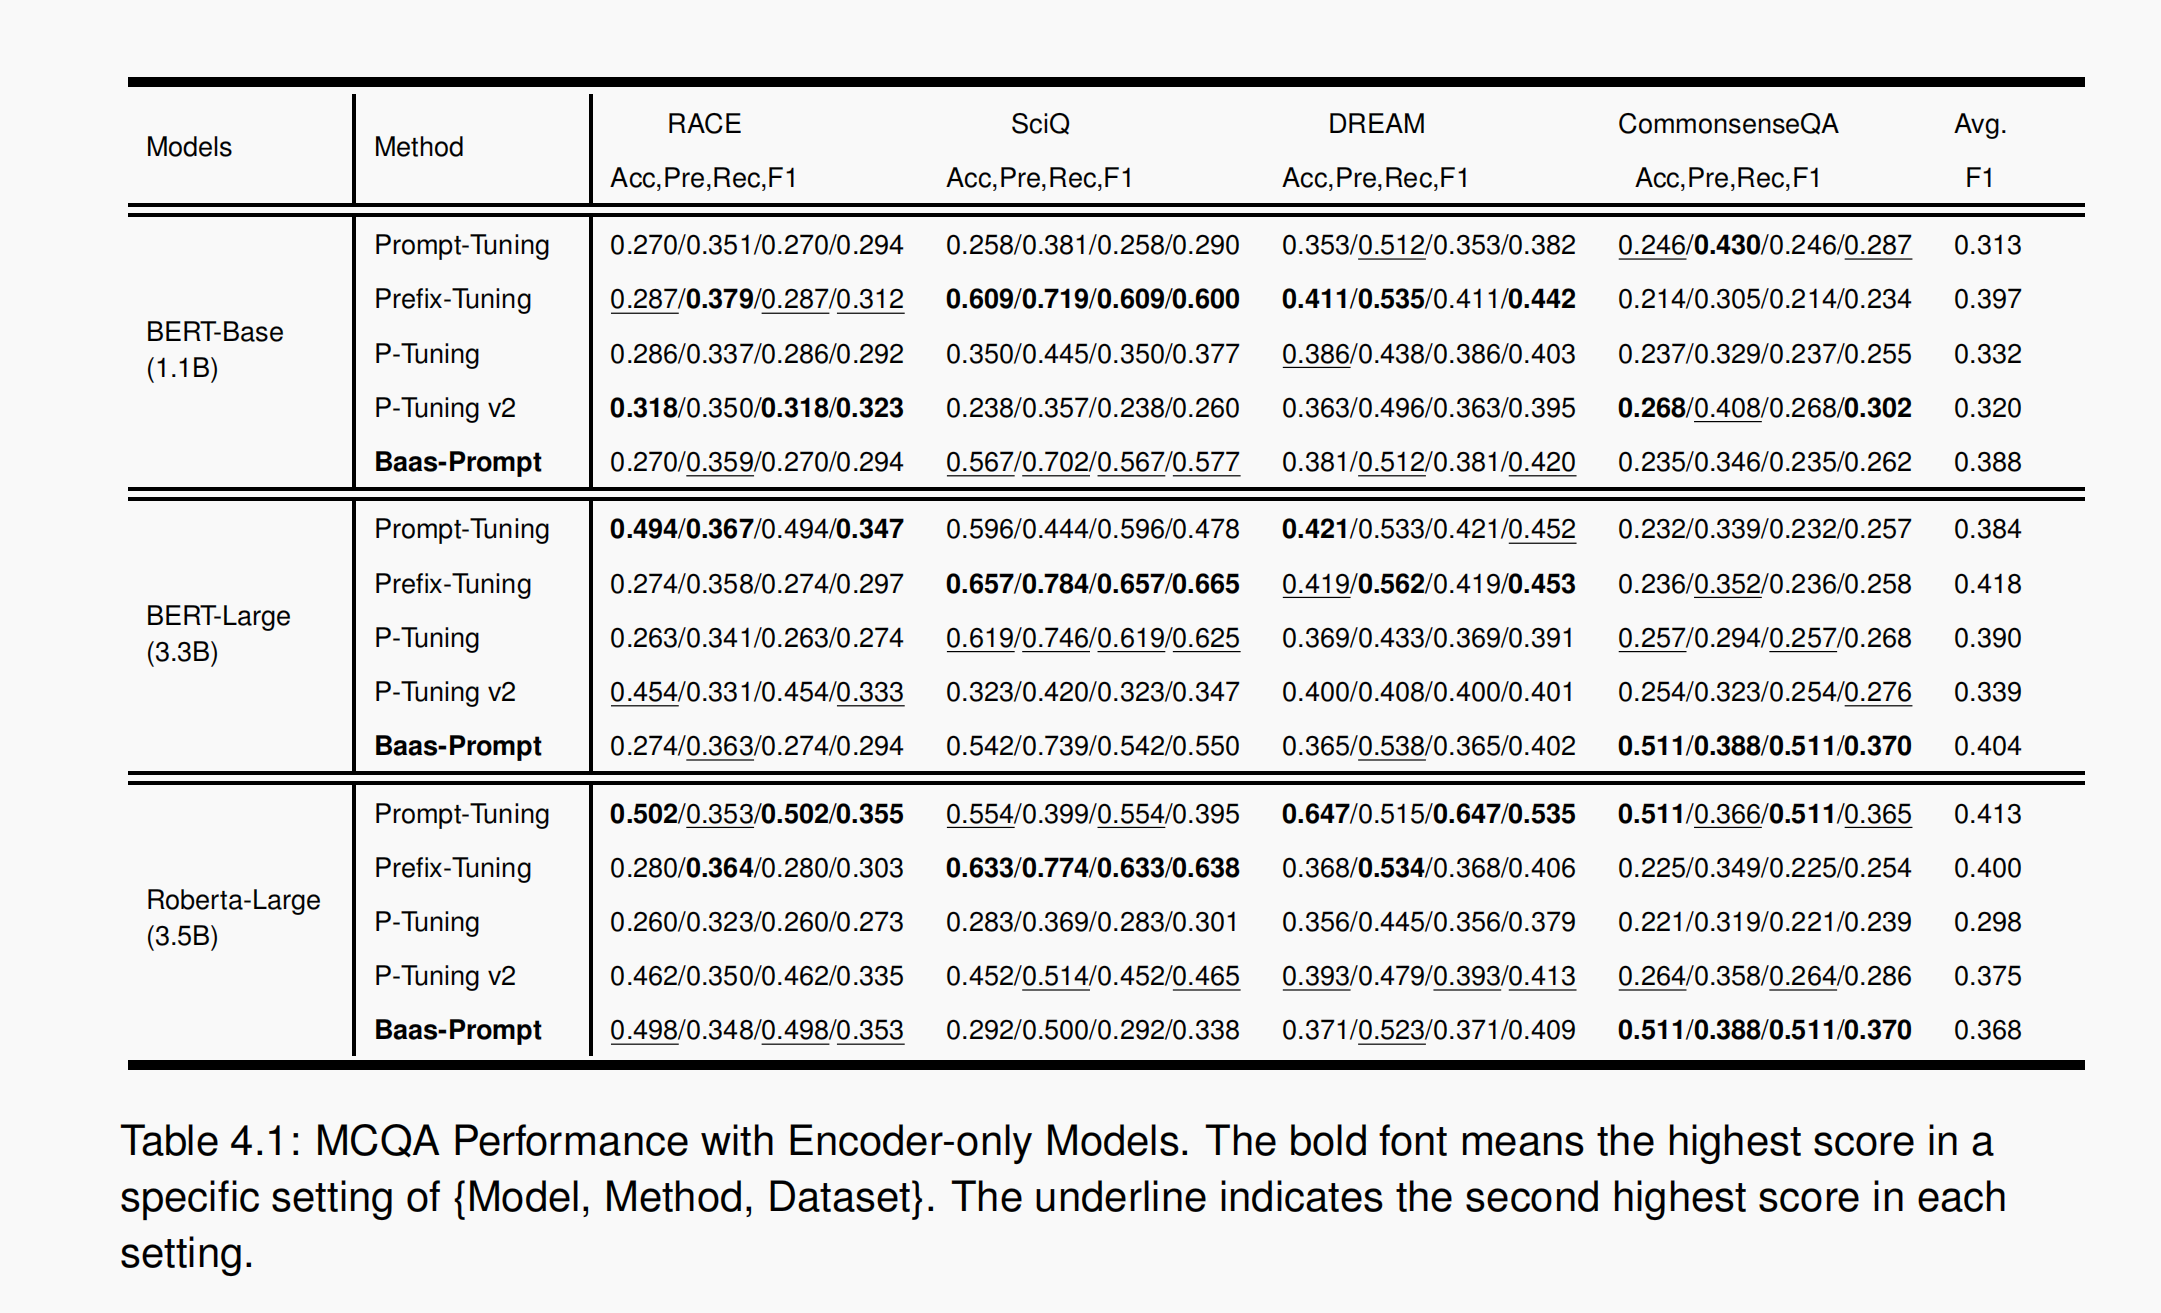 RACE SciQ DREAM CommonsenseQA Avg.
Models Method
Acc,Pre,Rec,F1 Acc,Pre,Rec,F1 Acc,Pre,Rec,F1 Acc,Pre,Rec,F1 F1
Prompt-Tuning 0.270/0.351/0.270/0.294 0.258/0.381/0.258/0.290 0.353/0.512/0.353/0.382 0.246/0.430/0.246/0.287 0.313
Prefix-Tuning 0.287/0.379/0.287/0.312 0.609/0.719/0.609/0.600 0.411/0.535/0.411/0.442 0.214/0.305/0.214/0.234 0.397
BERT-Base
(1.1B)
P-Tuning 0.286/0.337/0.286/0.292 0.350/0.445/0.350/0.377 0.386/0.438/0.386/0.403 0.237/0.329/0.237/0.255 0.332
P-Tuning v2 0.318/0.350/0.318/0.323 0.238/0.357/0.238/0.260 0.363/0.496/0.363/0.395 0.268/0.408/0.268/0.302 0.320
Baas-Prompt 0.270/0.359/0.270/0.294 0.567/0.702/0.567/0.577 0.381/0.512/0.381/0.420 0.235/0.346/0.235/0.262 0.388
Prompt-Tuning 0.494/0.367/0.494/0.347 0.596/0.444/0.596/0.478 0.421/0.533/0.421/0.452 0.232/0.339/0.232/0.257 0.384
Prefix-Tuning 0.274/0.358/0.274/0.297 0.657/0.784/0.657/0.665 0.419/0.562/0.419/0.453 0.236/0.352/0.236/0.258 0.418
BERT-Large
(3.3B)
P-Tuning 0.263/0.341/0.263/0.274 0.619/0.746/0.619/0.625 0.369/0.433/0.369/0.391 0.257/0.294/0.257/0.268 0.390
P-Tuning v2 0.454/0.331/0.454/0.333 0.323/0.420/0.323/0.347 0.400/0.408/0.400/0.401 0.254/0.323/0.254/0.276 0.339
Baas-Prompt 0.274/0.363/0.274/0.294 0.542/0.739/0.542/0.550 0.365/0.538/0.365/0.402 0.511/0.388/0.511/0.370 0.404
Prompt-Tuning 0.502/0.353/0.502/0.355 0.554/0.399/0.554/0.395 0.647/0.515/0.647/0.535 0.511/0.366/0.511/0.365 0.413
Prefix-Tuning 0.280/0.364/0.280/0.303 0.633/0.774/0.633/0.638 0.368/0.534/0.368/0.406 0.225/0.349/0.225/0.254 0.400
Roberta-Large
(3.5B)
P-Tuning 0.260/0.323/0.260/0.273 0.283/0.369/0.283/0.301 0.356/0.445/0.356/0.379 0.221/0.319/0.221/0.239 0.298
P-Tuning v2 0.462/0.350/0.462/0.335 0.452/0.514/0.452/0.465 0.393/0.479/0.393/0.413 0.264/0.358/0.264/0.286 0.375
Baas-Prompt 0.498/0.348/0.498/0.353 0.292/0.500/0.292/0.338 0.371/0.523/0.371/0.409 0.511/0.388/0.511/0.370 0.368
Table 4.1: MCQA Performance with Encoder-only Models. The bold font means the highest score in a
specific setting of {Model, Method, Dataset}. The underline indicates the second highest score in each
setting.